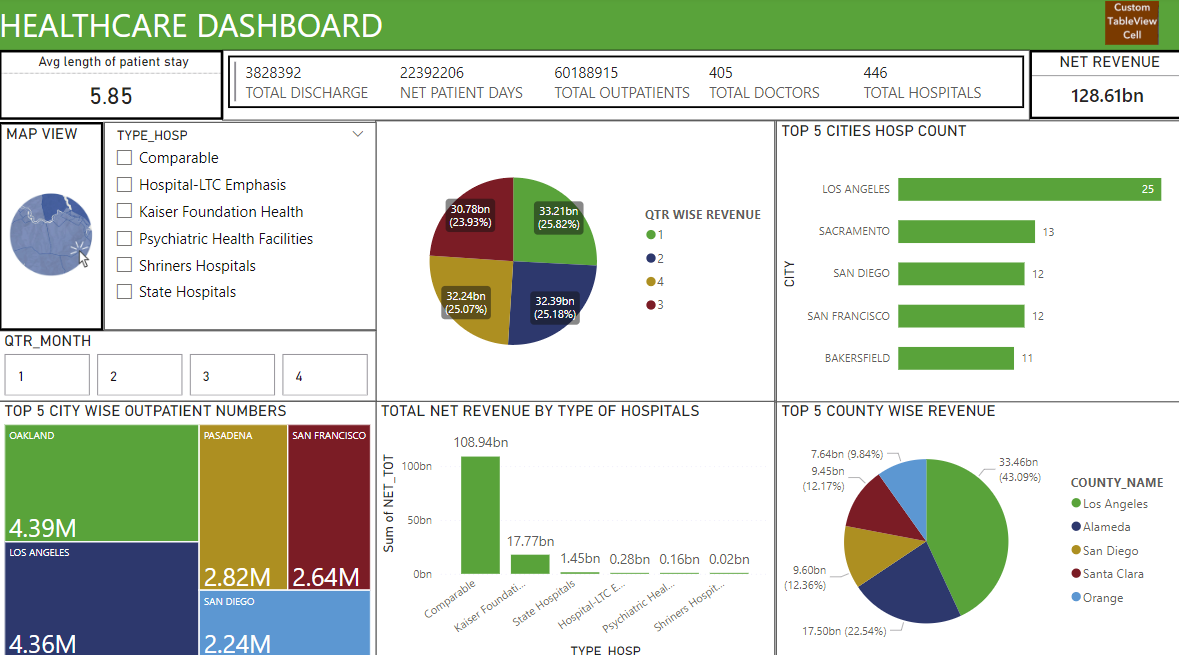 HEALTHCARE DASHBOARD
Custom
TableView
Cell
Avg length of patient stay
5.85
3828392
TOTAL DISCHARGE
22392206
NET PATIENT DAYS
60188915
TOTAL OUTPATIENTS
405
TOTAL DOCTORS
446
TOTAL HOSPITALS
NET REVENUE
128.61bn
MAP VIEW
TYPE_HOSP
Comparable
Hospital-LTC Emphasis
Kaiser Foundation Health
Psychiatric Health Facilities
Shriners Hospitals
State Hospitals
QTR_MONTH
1
2
3
4
30.78bn
(23.93%)
33.21bn
(25.82%)
32.24bn
(25.07%)
32.39bn
(25.18%)
QTR WISE REVENUE
1
2
4
3
TOP 5 CITIES HOSP COUNT
CITY
LOS ANGELES
25
SACRAMENTO
13
SAN DIEGO
12
SAN FRANCISCO
12
BAKERSFIELD
11
TOP 5 CITY WISE OUTPATIENT NUMBERS
OAKLAND
4.39M
LOS ANGELES
4.36M
PASADENA
2.82M
SAN FRANCISCO
2.64M
SAN DIEGO
2.24M
TOTAL NET REVENUE BY TYPE OF HOSPITALS
Sum of NET_TOT
100bn
50bn
0bn
108.94bn
17.77bn
1.45bn
0.28bn
0.16bn
0.02bn
Comparable
Kaiser Foundati...
State Hospitals
Hospital-LTC E...
Psychiatric Heal...
Shriners Hospit...
TYPE_HOSP
TOP 5 COUNTY WISE REVENUE
7.64bn (9.84%)
9.45bn
(12.17%)
9.60bn
(12.36%)
17.50bn (22.54%)
33.46bn
(43.09%)
COUNTY_NAME
Los Angeles
Alameda
San Diego
Santa Clara
Orange